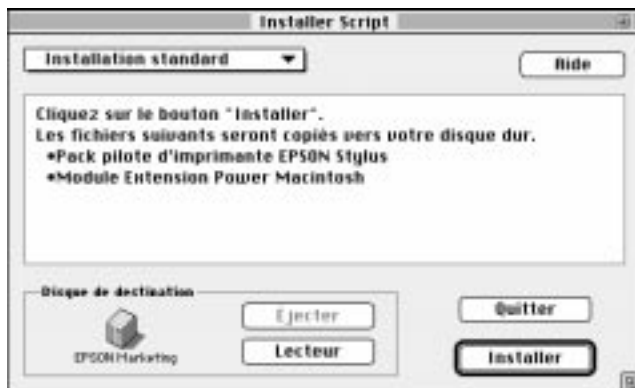 Installer Script
Installation standard
Aide
Cliquez sur le bouton "Installer".
Les fichiers suivants seront copiés vers votre disque dur.
•Pack pilote d'imprimante EPSON Stylus
•Module Extension Power Macintosh
Disque de destination
EPSON Marketing
Ejecter
Lecteur
Quitter
Installer